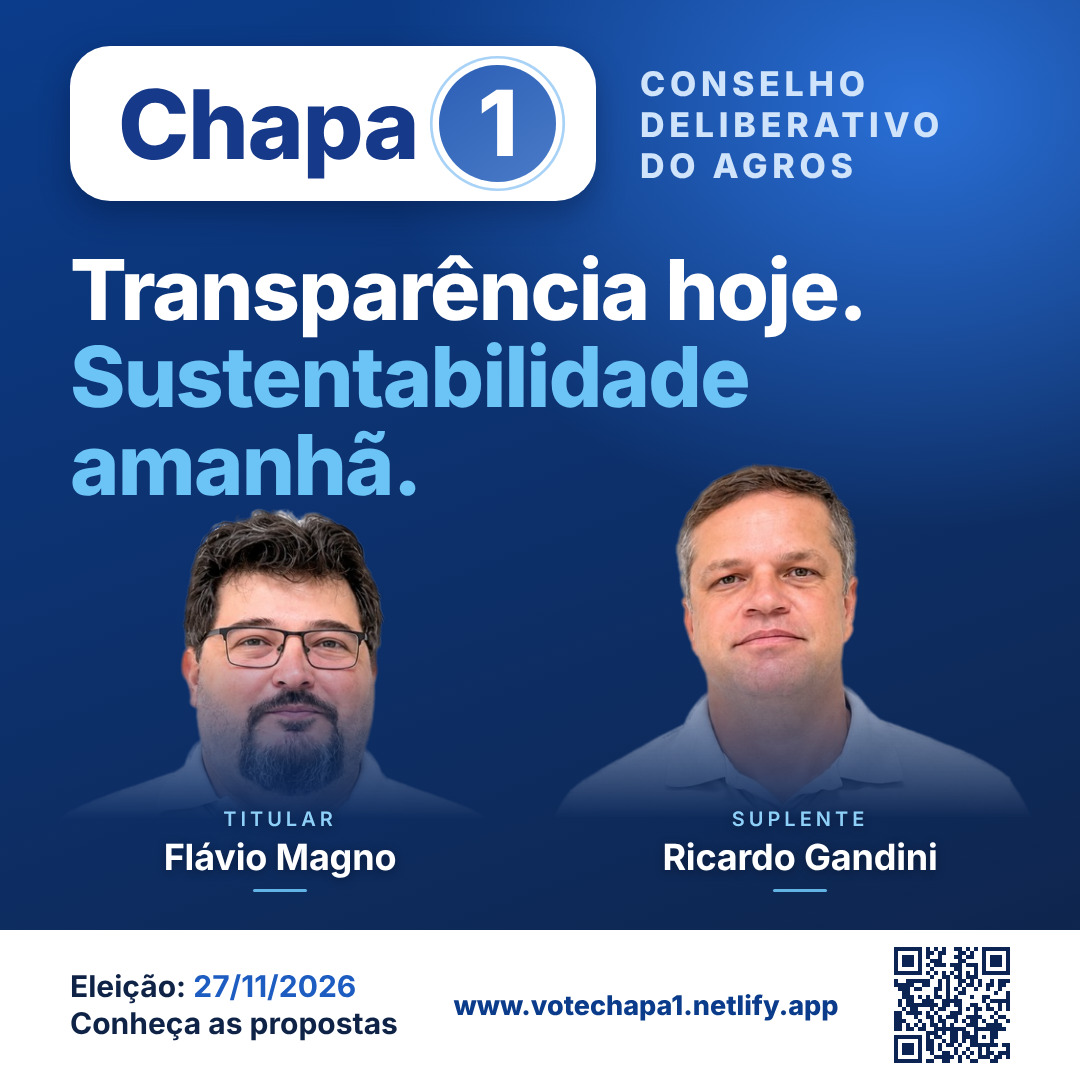 Chapa 1
CONSELHO
DELIBERATIVO
DO AGROS
Transparência hoje.
Sustentabilidade
amanhã.
TITULAR
Flávio Magno
SUPLENTE
Ricardo Gandini
Eleição: 27/11/2026
Conheça as propostas
www.votechapa1.netlify.app